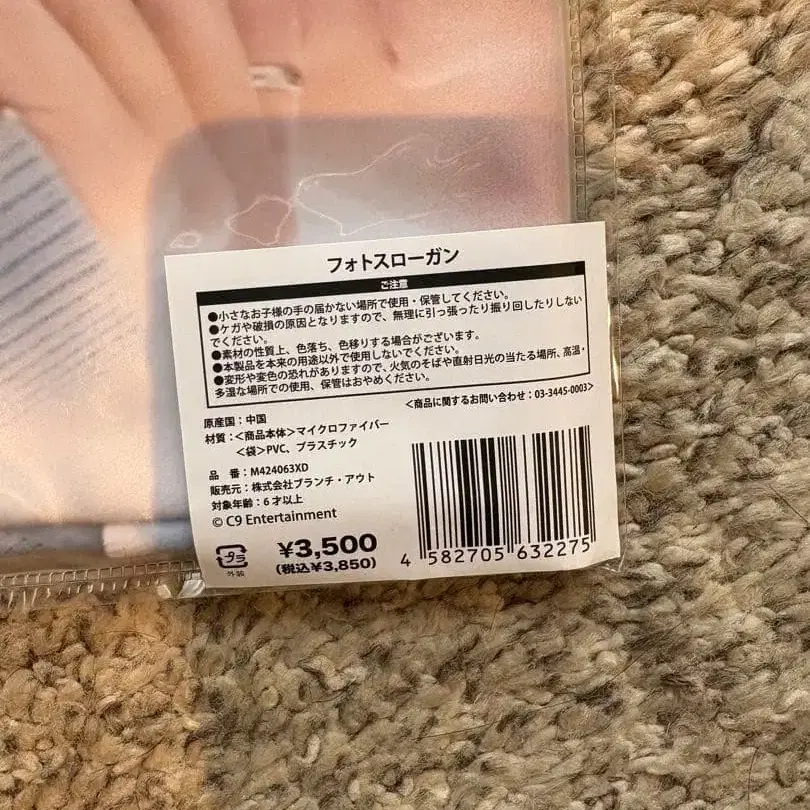 フォトスローガン
ご注意
●小さなお子様の手の届かない場所で使用・保管してください。
●ケガや破損の原因となりますので、無理に引っ張ったり振り回したりしない
でください。
●素材の性質上、色落ち、色移りする場合がございます。
●本製品を本来の用途以外で使用しないでください。
●変形や変色の恐れがありますので、火気のそばや直射日光の当たる場所、高温・
多湿な場所での使用、保管はおやめください。
<商品に関するお問い合わせ：03-3445-0003>
原産国：中国
材質：<商品本体>マイクロファイバー
<袋>PVC、プラスチック
品　番：M424063XD
販売元：株式会社ブランチ・アウト
対象年齢：6才以上
© C9 Entertainment
プラ
外装
¥3,500
(税込¥3,850)
4 582705 632275